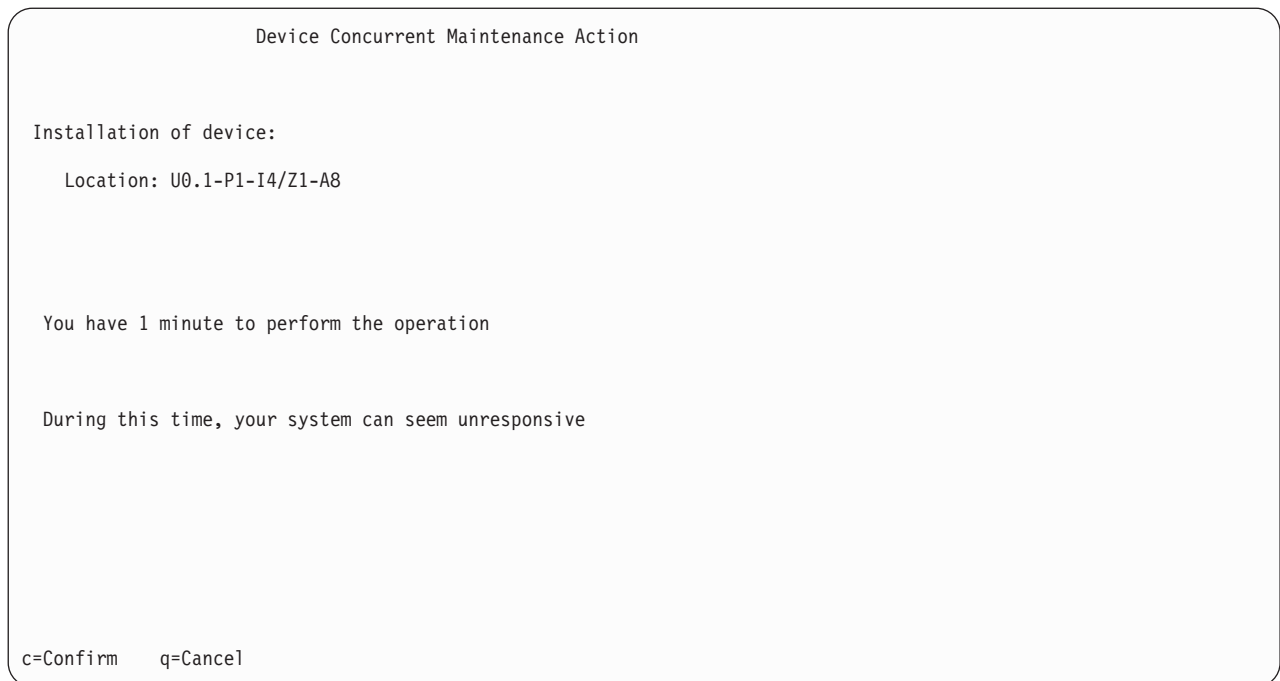 Device Concurrent Maintenance Action
Installation of device:
Location: U0.1-P1-I4/Z1-A8
You have 1 minute to perform the operation
During this time, your system can seem unresponsive
c=Confirm q=Cancel